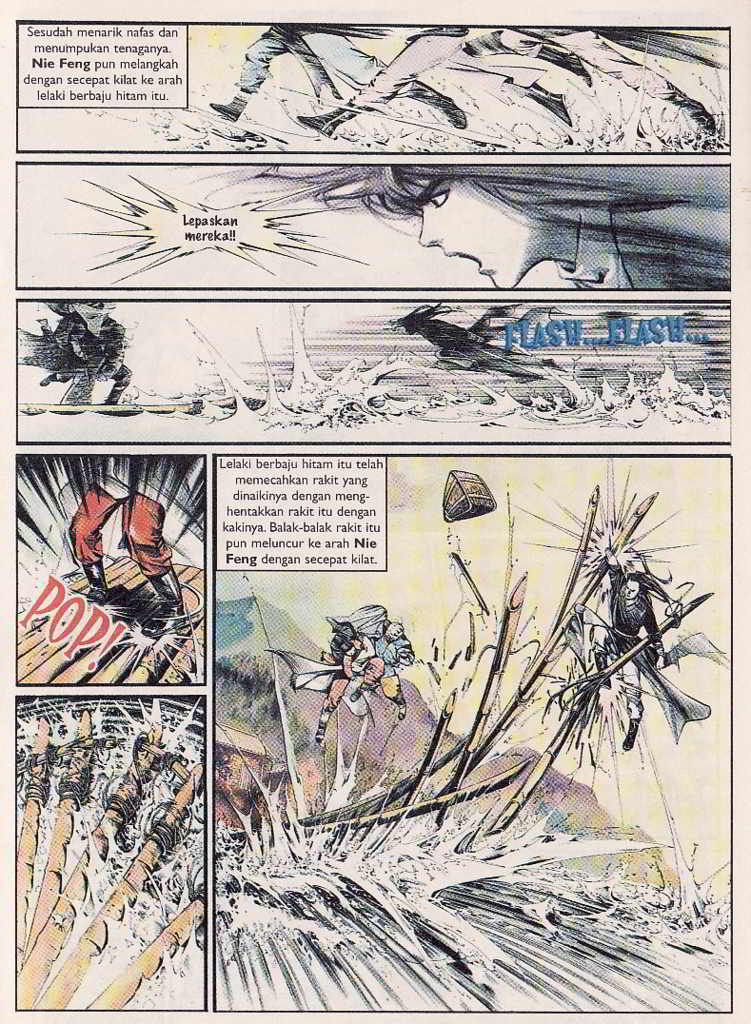 Sesudah menarik nafas dan
menumpukan tenaganya.
Nie Feng pun melangkah
dengan secepat kilat ke arah
lelaki berbaju hitam itu.
Lepaskan
mereka!!
FLASH...FLASH...
POP!
Lelaki berbaju hitam itu telah
memecahkan rakit yang
dinaikinya dengan meng-
hentakkan rakit itu dengan
kakinya. Balak-balak rakit itu
pun meluncur ke arah Nie
Feng dengan secepat kilat.